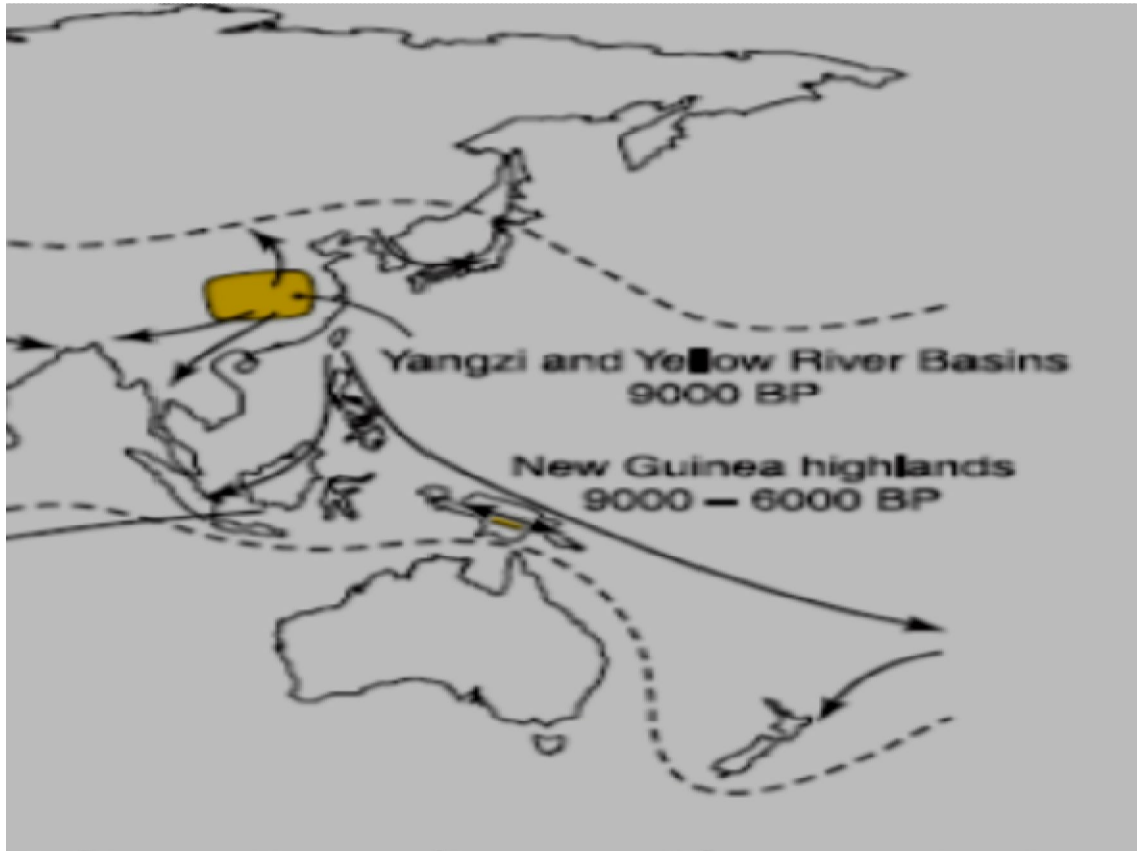 Yangzi and Yellow River Basins
9000 BP
New Guinea highlands
9000 – 6000 BP